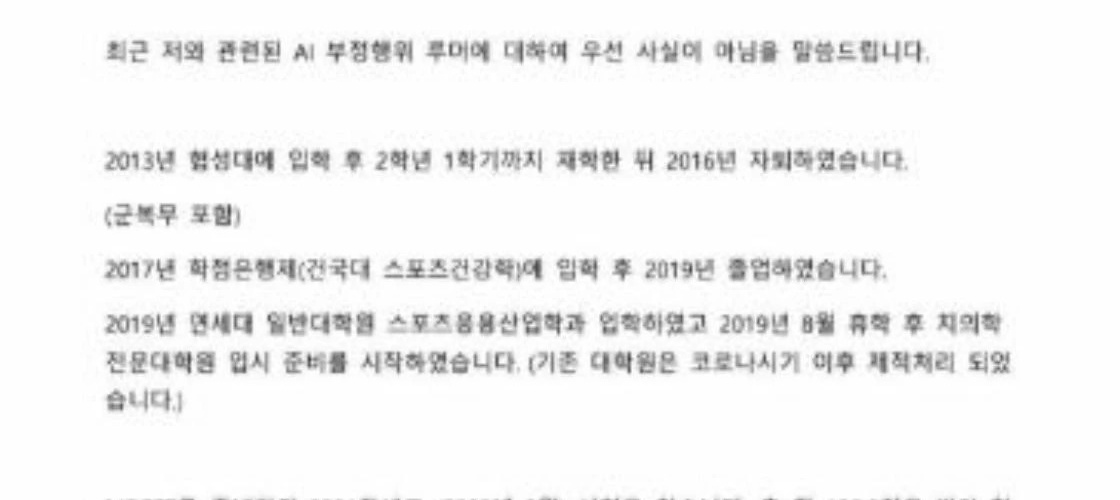 최근 저와 관련된 AI 부정행위 루머에 대하여 우선 사실이 아님을 말씀드립니다.
2013년 협성대에 입학 후 2학년 1학기까지 재학한 뒤 2016년 자퇴하였습니다.
(군복무 포함)
2017년 학점은행제(건국대 스포츠건강학)에 입학 후 2019년 졸업하였습니다.
2019년 연세대 일반대학원 스포츠응용산업학과 입학하였고 2019년 8월 휴학 후 치의학
전문대학원 입시 준비를 시작하였습니다. (기존 대학원은 코로나시기 이후 제적처리 되었
습니다.)